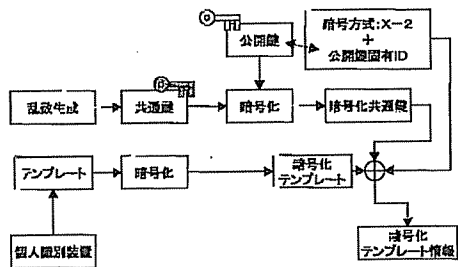 公開鍵
暗号方式:X-2
+
公開鍵固有ID
乱数生成
共通鍵
暗号化
暗号化共通鍵
テンプレート
暗号化
暗号化
テンプレート
個人識別装置
暗号化
テンプレート情報